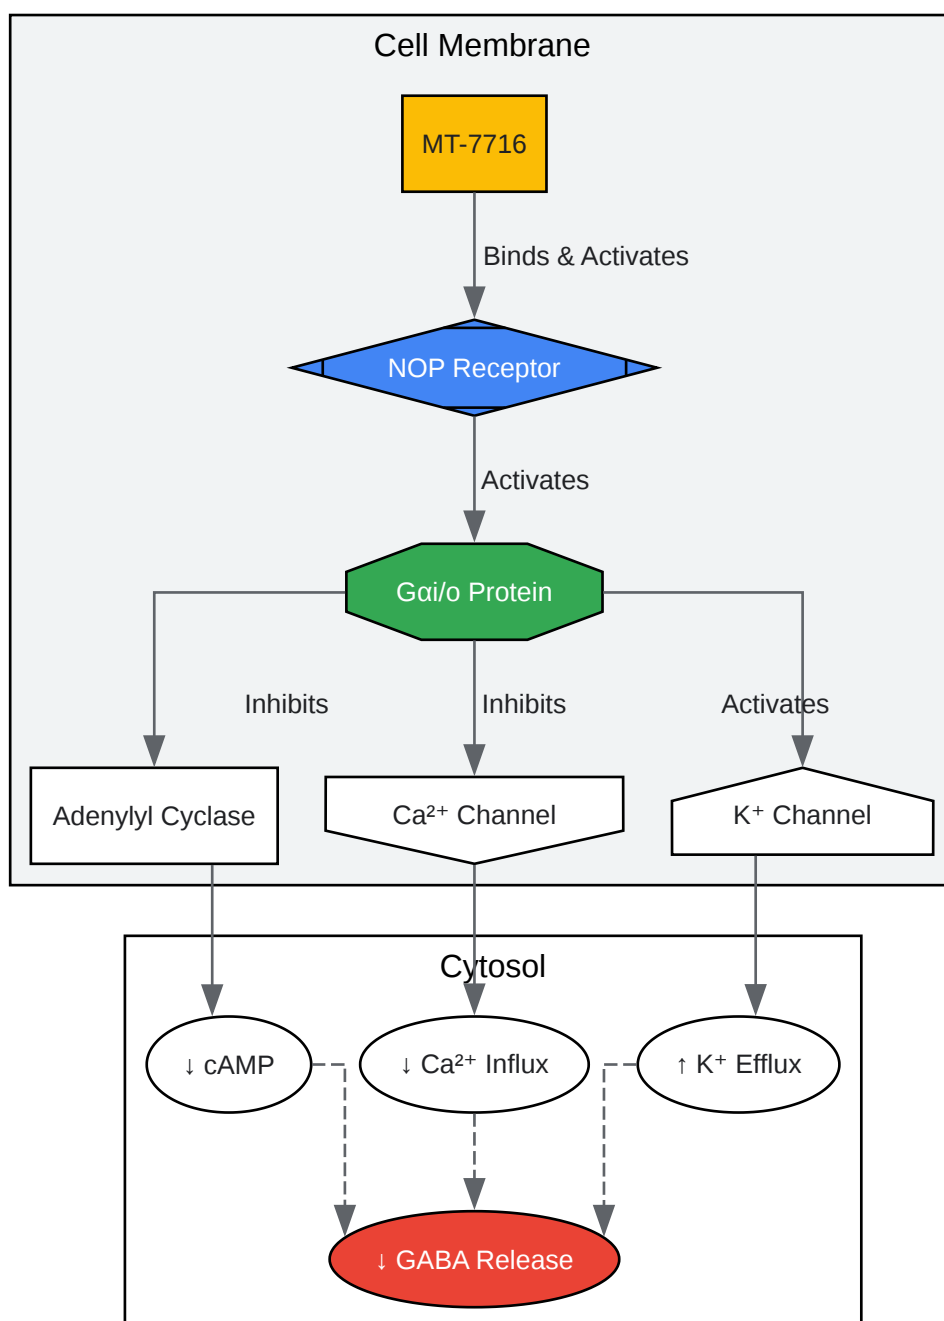 Cell Membrane
MT-7716
Binds & Activates
NOP Receptor
Activates
Gαi/o Protein
Inhibits
Inhibits
Activates
Adenylyl Cyclase
Ca²⁺ Channel
K⁺ Channel
Cytosol
↓ cAMP
↓ Ca²⁺ Influx
↑ K⁺ Efflux
↓ GABA Release